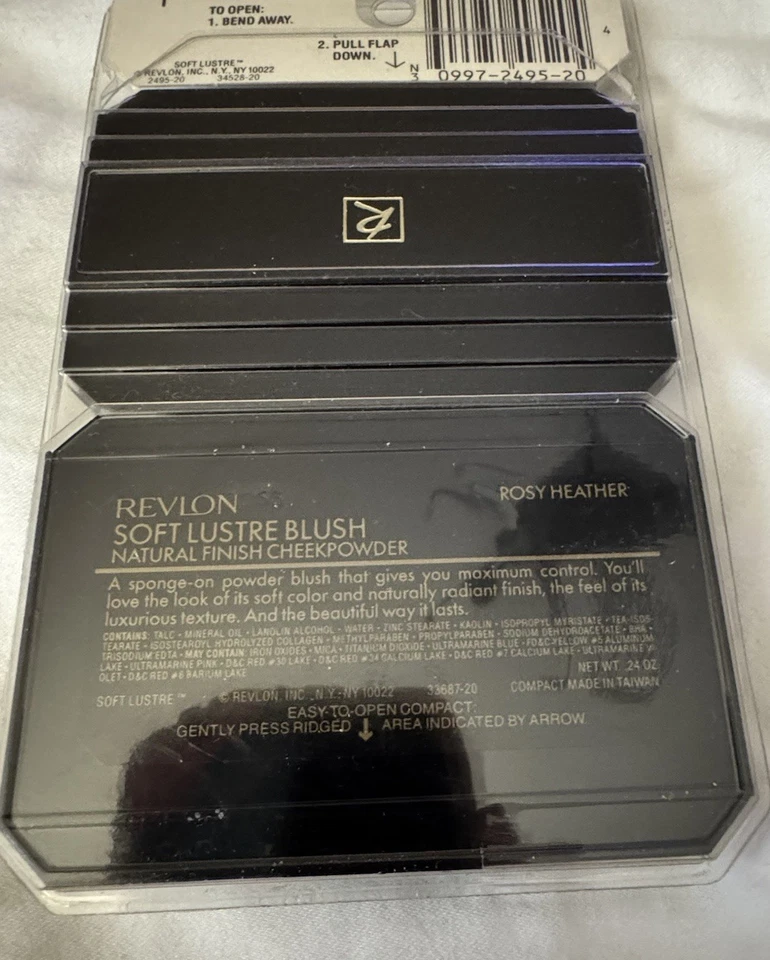 TO OPEN:
1. BEND AWAY.
2. PULL FLAP
DOWN.
SOFT LUSTRE™
© REVLON, INC., N.Y., NY 10022
2495-20 34528-20
N
3
0997-2495-20
4
R
REVLON
ROSY HEATHER
SOFT LUSTRE BLUSH
NATURAL FINISH CHEEKPOWDER
A sponge-on powder blush that gives you maximum control. You'll
love the look of its soft color and naturally radiant finish, the feel of its
luxurious texture. And the beautiful way it lasts.
CONTAINS: TALC • MINERAL OIL • LANOLIN ALCOHOL • WATER • ZINC STEARATE • KAOLIN • ISOPROPYL MYRISTATE • TEA-ISOS-
TEARATE • ISOSTEAROYL HYDROLYZED COLLAGEN • METHYLPARABEN • PROPYLPARABEN • SODIUM DEHYDROACETATE • BHA •
TRISODIUM EDTA • MAY CONTAIN: IRON OXIDES • MICA • TITANIUM DIOXIDE • ULTRAMARINE BLUE • FD&C YELLOW #5 ALUMINUM
LAKE • ULTRAMARINE PINK • D&C RED #30 LAKE • D&C RED #34 CALCIUM LAKE • D&C RED #7 CALCIUM LAKE • ULTRAMARINE VI-
OLET • D&C RED #6 BARIUM LAKE
NET WT. .24 OZ.
SOFT LUSTRE™ © REVLON, INC., N.Y., NY 10022 33687-20 COMPACT MADE IN TAIWAN
EASY-TO-OPEN COMPACT:
GENTLY PRESS RIDGED ↓ AREA INDICATED BY ARROW.